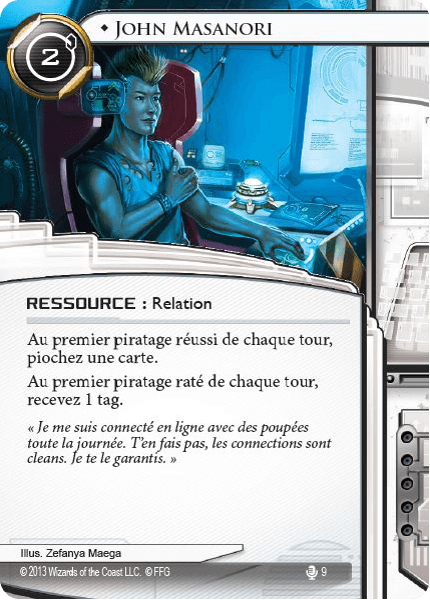 2
John Masanori
RESSOURCE : Relation
Au premier piratage réussi de chaque tour,
piochez une carte.
Au premier piratage raté de chaque tour,
recevez 1 tag.
« Je me suis connecté en ligne avec des poupées
toute la journée. T'en fais pas, les connections sont
cleans. Je te le garantis. »
Illus. Zefanya Maega
© 2013 Wizards of the Coast LLC. © FFG
9